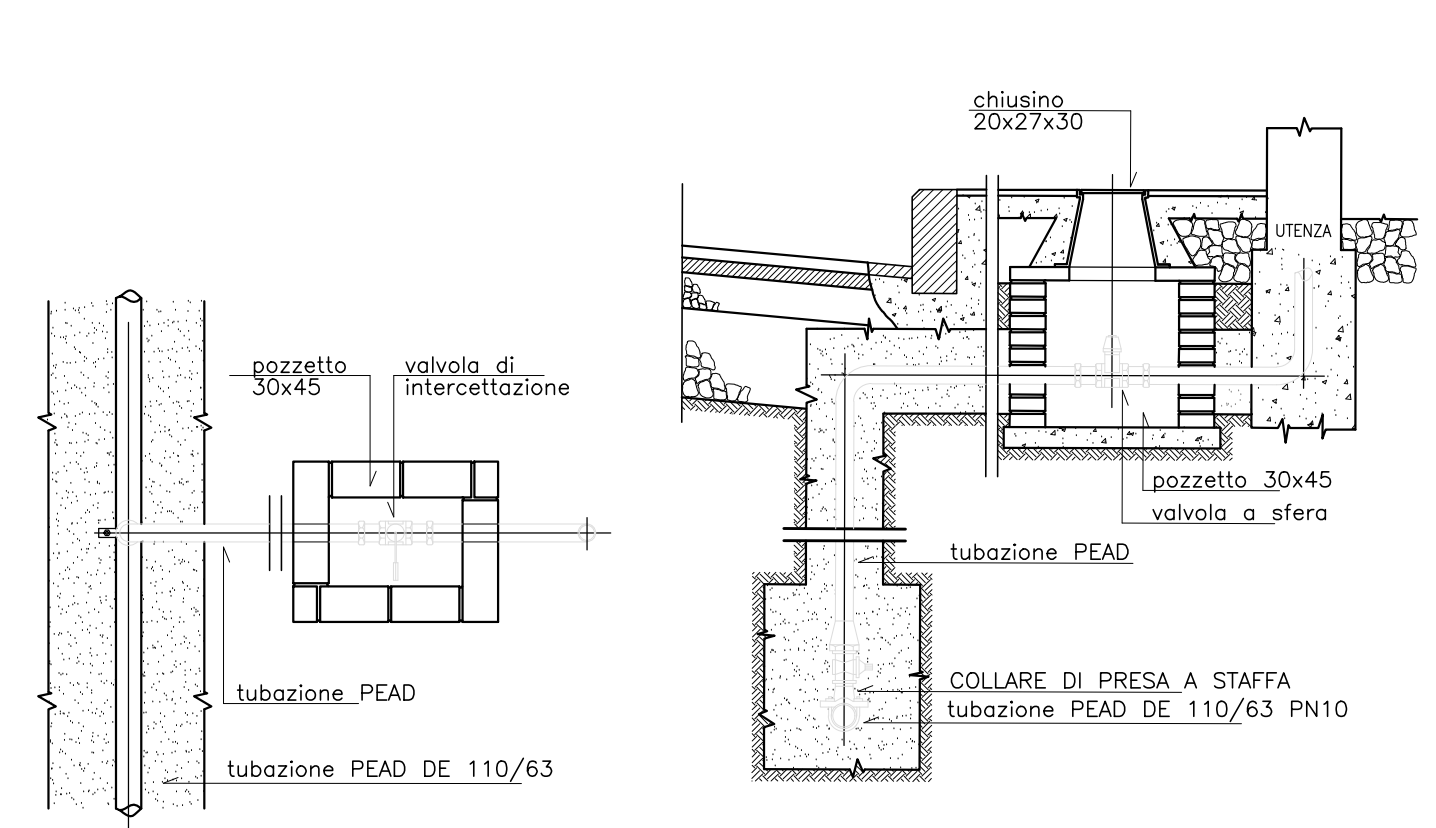 chiusino
20x27x30
UTENZA
pozzetto
30x45
valvola di
intercettazione
pozzetto 30x45
valvola a sfera
tubazione PEAD
tubazione PEAD
COLLARE DI PRESA A STAFFA
tubazione PEAD DE 110/63 PN10
tubazione PEAD DE 110/63